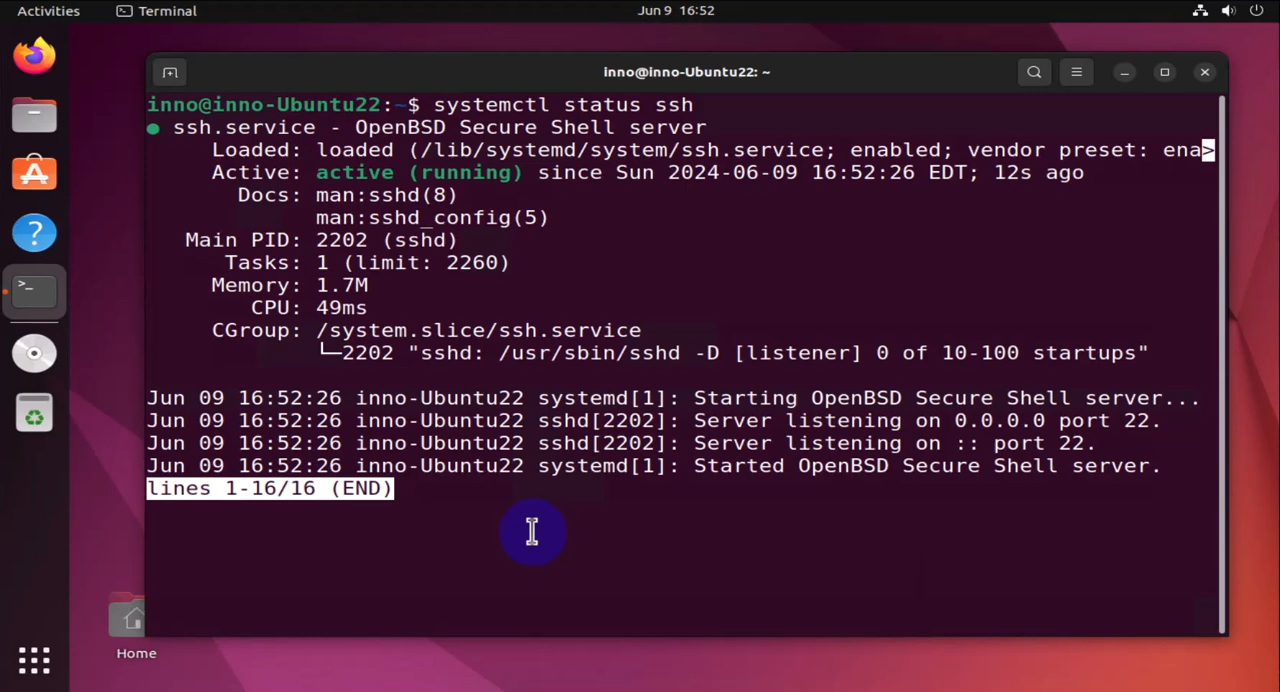 Activities Terminal Jun 9 16:52
inno@inno-Ubuntu22: ~
inno@inno-Ubuntu22:~$ systemctl status ssh
● ssh.service - OpenBSD Secure Shell server
Loaded: loaded (/lib/systemd/system/ssh.service; enabled; vendor preset: ena>
Active: active (running) since Sun 2024-06-09 16:52:26 EDT; 12s ago
Docs: man:sshd(8)
man:sshd_config(5)
Main PID: 2202 (sshd)
Tasks: 1 (limit: 2260)
Memory: 1.7M
CPU: 49ms
CGroup: /system.slice/ssh.service
└─2202 "sshd: /usr/sbin/sshd -D [listener] 0 of 10-100 startups"
Jun 09 16:52:26 inno-Ubuntu22 systemd[1]: Starting OpenBSD Secure Shell server...
Jun 09 16:52:26 inno-Ubuntu22 sshd[2202]: Server listening on 0.0.0.0 port 22.
Jun 09 16:52:26 inno-Ubuntu22 sshd[2202]: Server listening on :: port 22.
Jun 09 16:52:26 inno-Ubuntu22 systemd[1]: Started OpenBSD Secure Shell server.
lines 1-16/16 (END)
Home